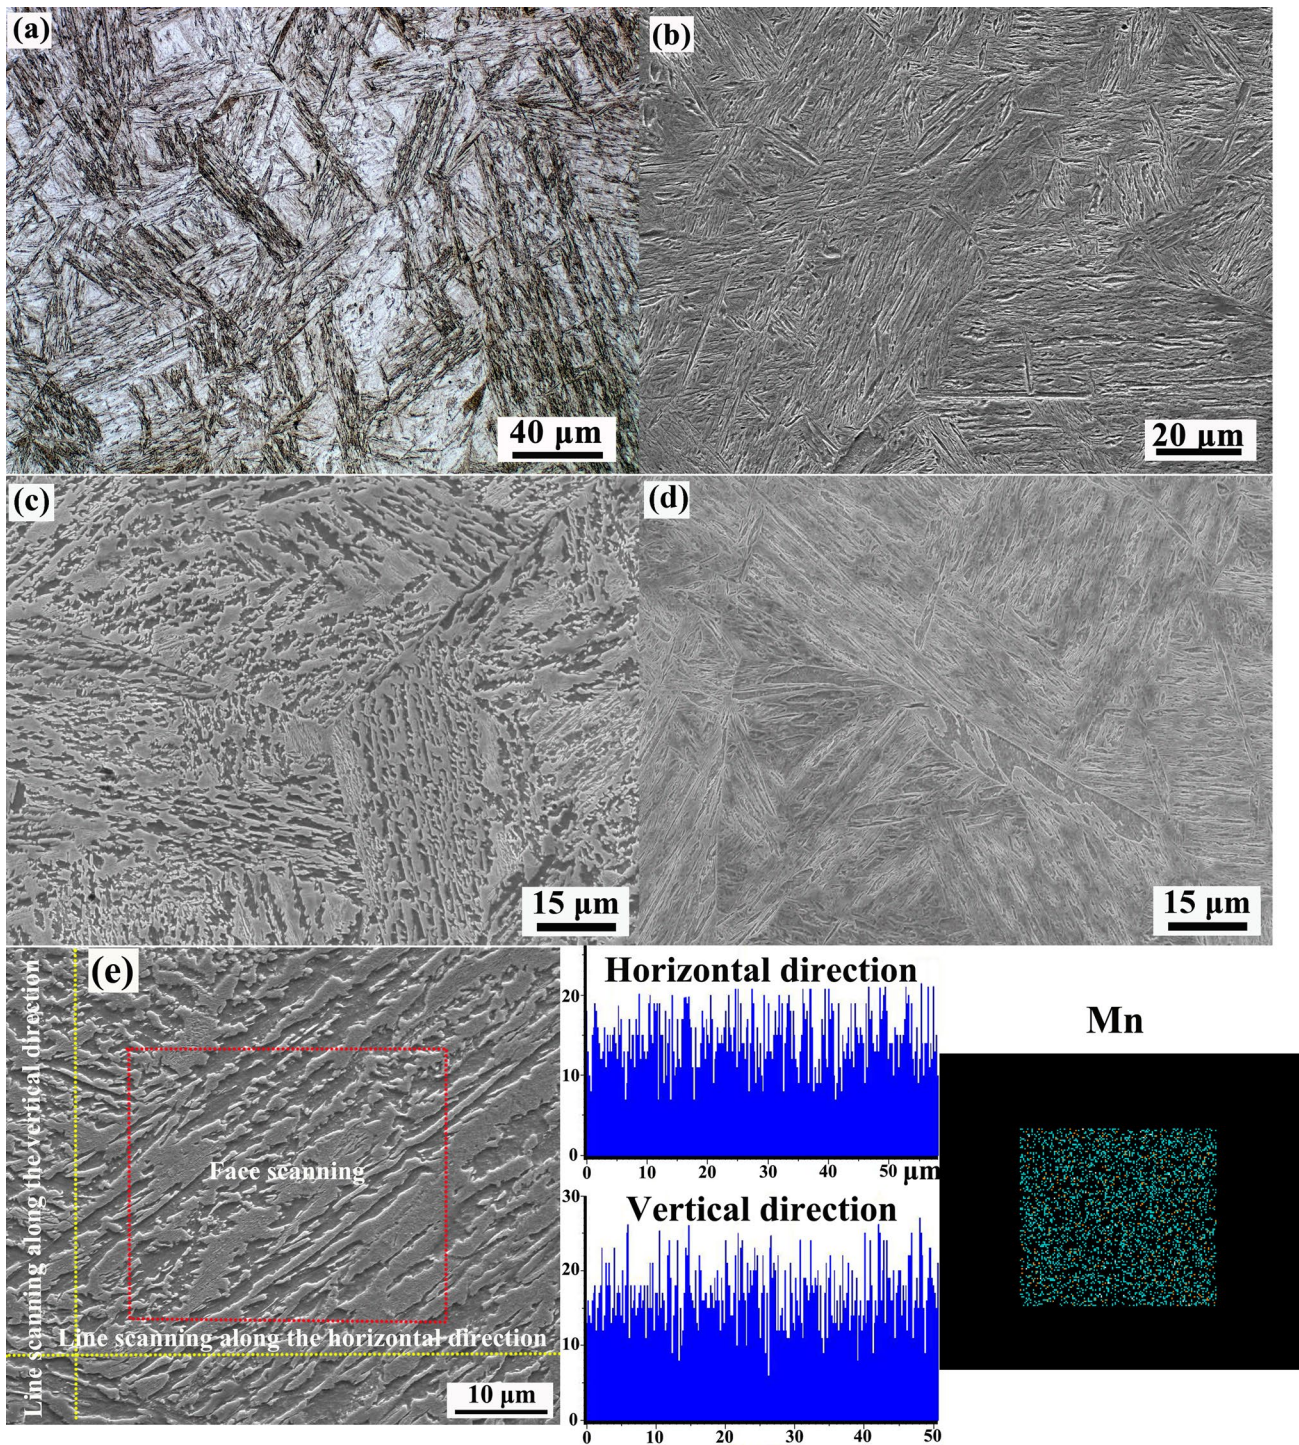 (a)
(b)
40 µm
20 µm
(c)
(d)
15 µm
15 µm
(e)
Line scanning along the vertical direction
Face scanning
Line scanning along the horizontal direction
10 µm
Horizontal direction
20
10
0
0 10 20 30 40 50 µm
Vertical direction
30
20
10
0
0 10 20 30 40 50
µm
Mn